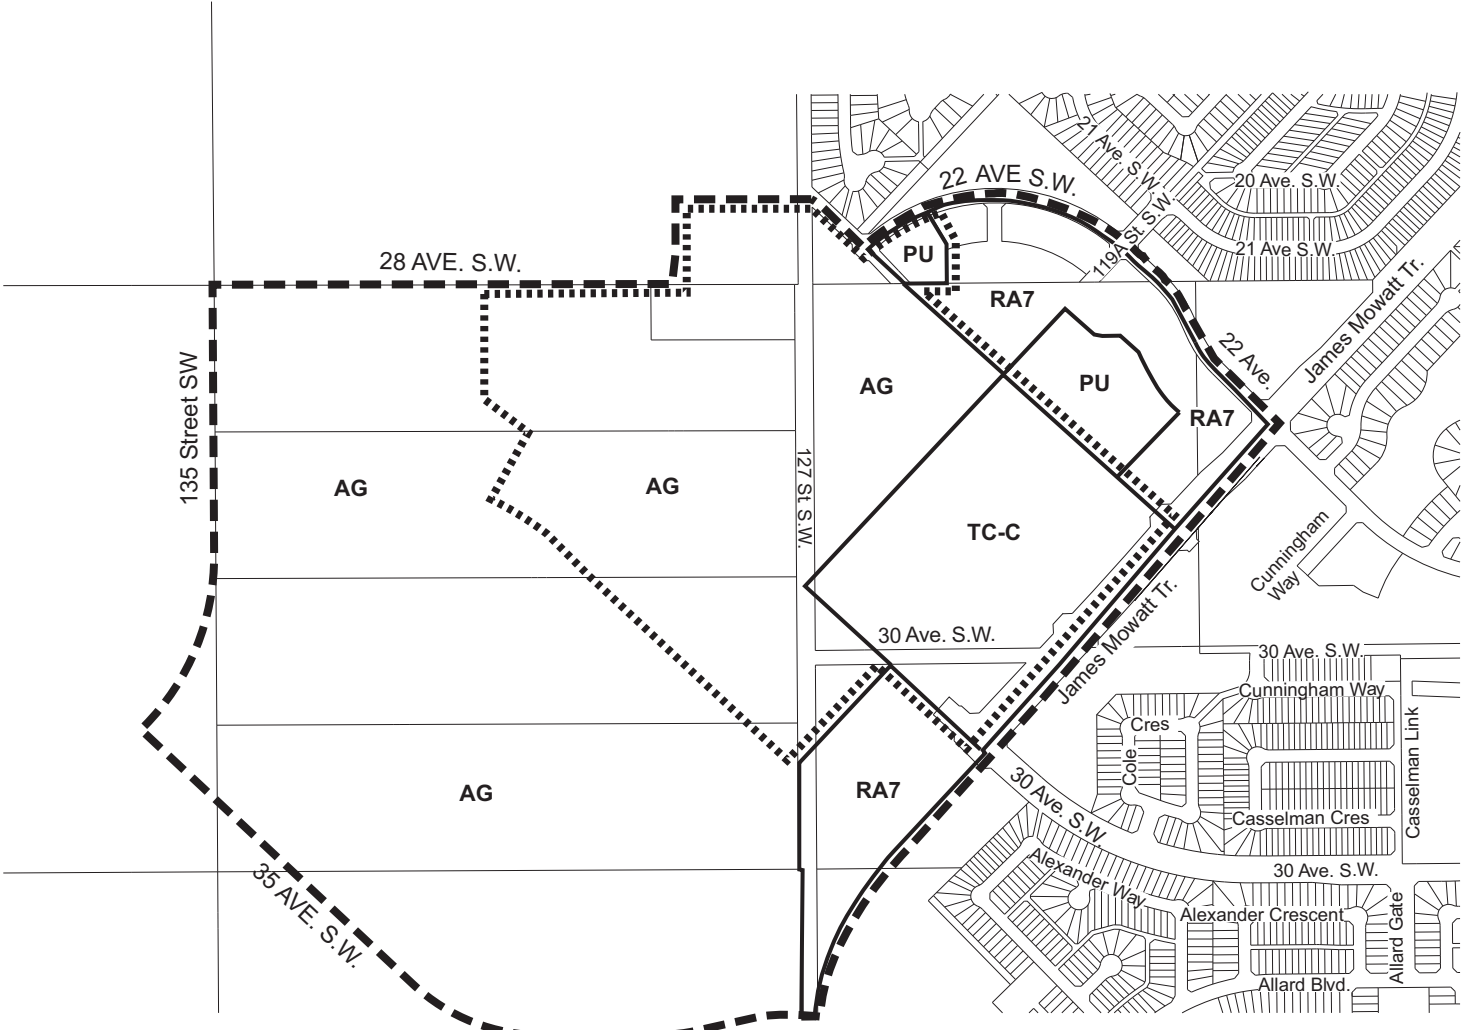 21 Ave. S.W.
22 AVE S.W.
20 Ave. S.W.
119A St. S.W.
21 Ave S.W.
28 AVE. S.W.
PU
RA7
James Mowatt Tr.
22 Ave.
135 Street SW
AG
PU
RA7
AG
AG
127 St. S.W.
TC-C
Cunningham
Way
30 Ave. S.W.
James Mowatt Tr.
30 Ave. S.W.
Cunningham Way
Cres
Cole
Casselman Link
AG
RA7
30 Ave. S.W.
Casselman Cres
35 AVE. S.W.
Alexander Way
30 Ave. S.W.
Alexander Crescent
Allard Gate
Allard Blvd.